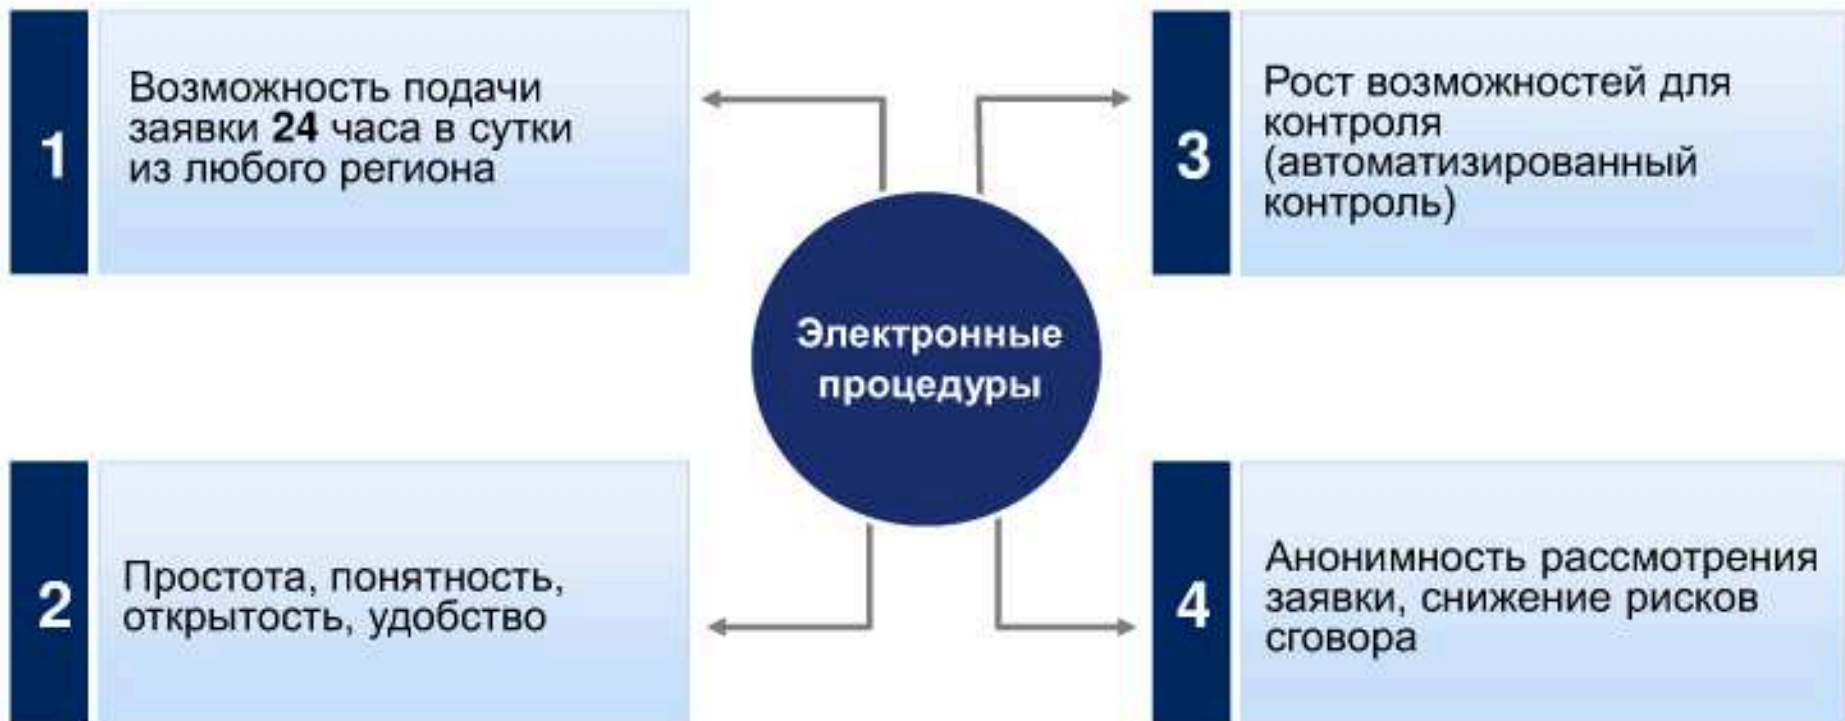 1
Возможность подачи
заявки 24 часа в сутки
из любого региона
2
Простота, понятность,
открытость, удобство
Электронные
процедуры
3
Рост возможностей для
контроля
(автоматизированный
контроль)
4
Анонимность рассмотрения
заявки, снижение рисков
сговора